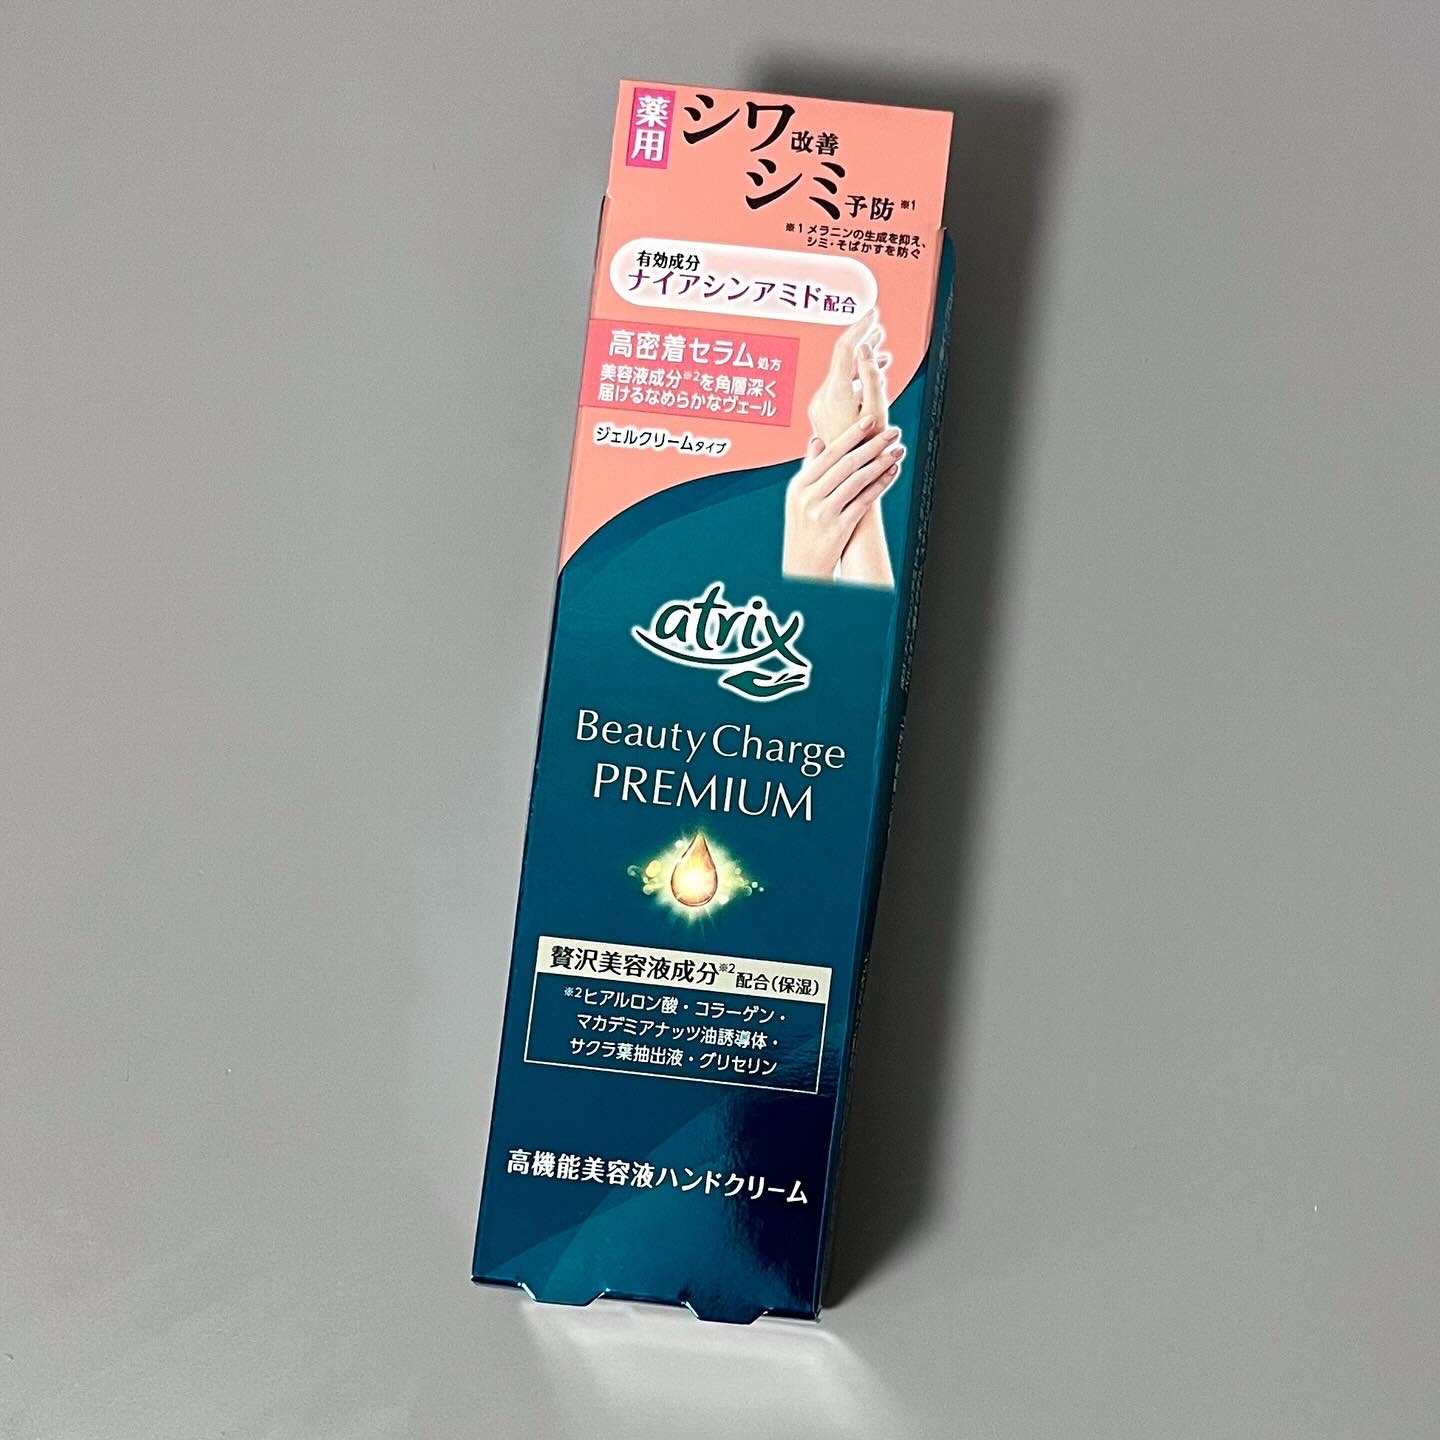 薬用
シワ改善
シミ予防※1
※1 メラニンの生成を抑え、
シミ・そばかすを防ぐ
有効成分
ナイアシンアミド配合
高密着セラム処方
美容液成分※2を角層深く
届けるなめらかなヴェール
ジェルクリームタイプ
atrix
Beauty Charge
PREMIUM
贅沢美容液成分※2配合(保湿)
※2ヒアルロン酸・コラーゲン・
マカデミアナッツ油誘導体・
サクラ葉抽出液・グリセリン
高機能美容液ハンドクリーム